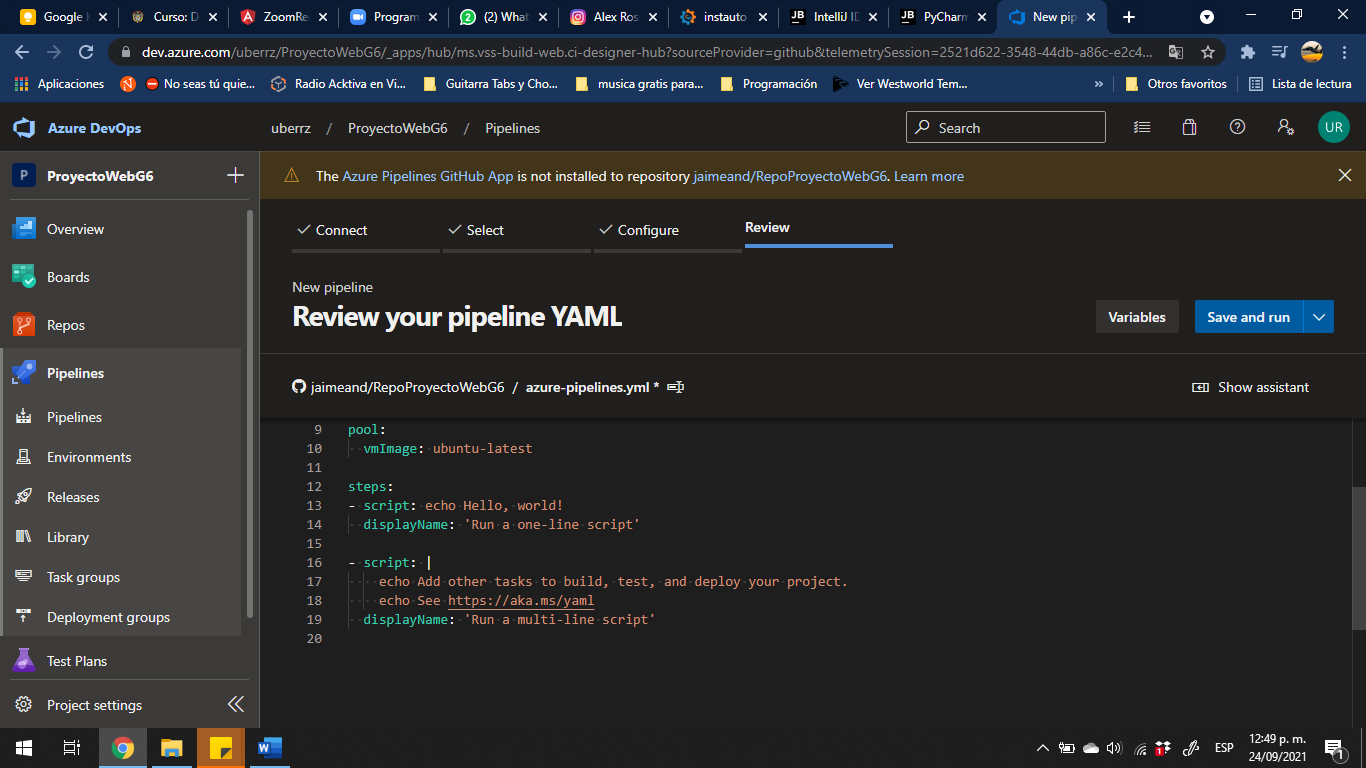 Google K
Curso: De
ZoomRe
Program
(2) What
Alex Ros
instauto
IntelliJ ID
PyCharm
New pip
dev.azure.com/uberrz/ProyectoWebG6/_apps/hub/ms.vss-build-web.ci-designer-hub?sourceProvider=github&telemetrySession=2521d622-3548-44db-a86c-e2c4...
Aplicaciones
No seas tú quie...
Radio Acktiva en Vi...
Guitarra Tabs y Cho...
musica gratis para...
Programación
Ver Westworld Tem...
»
Otros favoritos
Lista de lectura
Azure DevOps
uberrz / ProyectoWebG6 / Pipelines
Search
UR
P ProyectoWebG6
The Azure Pipelines GitHub App is not installed to repository jaimeand/RepoProyectoWebG6. Learn more
Overview
Boards
Repos
Pipelines
Pipelines
Environments
Releases
Library
Task groups
Deployment groups
Test Plans
Project settings
Connect
Select
Configure
Review
New pipeline
Review your pipeline YAML
Variables
Save and run
jaimeand/RepoProyectoWebG6 / azure-pipelines.yml *
Show assistant
9 pool:
10 vmImage: ubuntu-latest
11
12 steps:
13 - script: echo Hello, world!
14 displayName: 'Run a one-line script'
15
16 - script: |
17 echo Add other tasks to build, test, and deploy your project.
18 echo See https://aka.ms/yaml
19 displayName: 'Run a multi-line script'
20
ESP
12:49 p. m.
24/09/2021
1